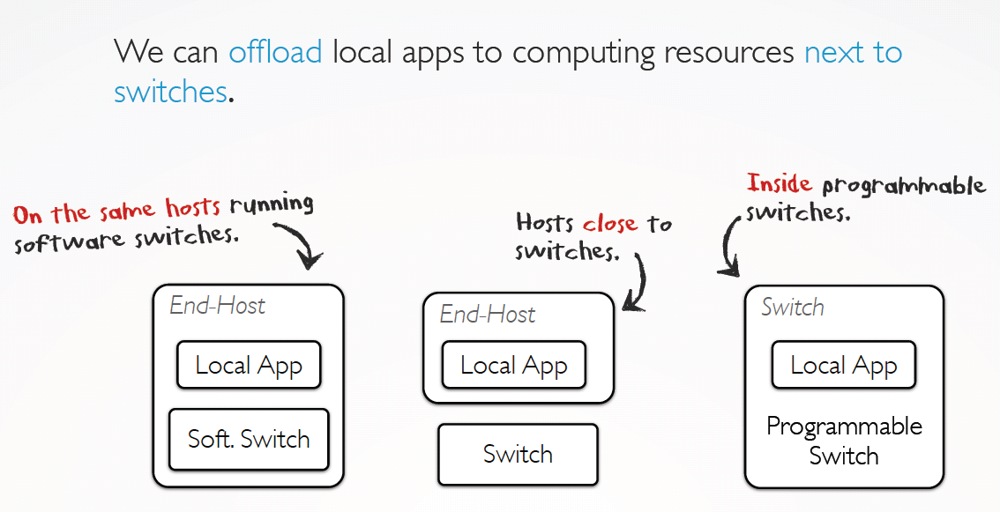 We can offload local apps to computing resources next to
switches.
On the same hosts running
software switches.
Hosts close to
switches.
Inside programmable
switches.
End-Host
Local App
Soft. Switch
End-Host
Local App
Switch
Switch
Local App
Programmable
Switch